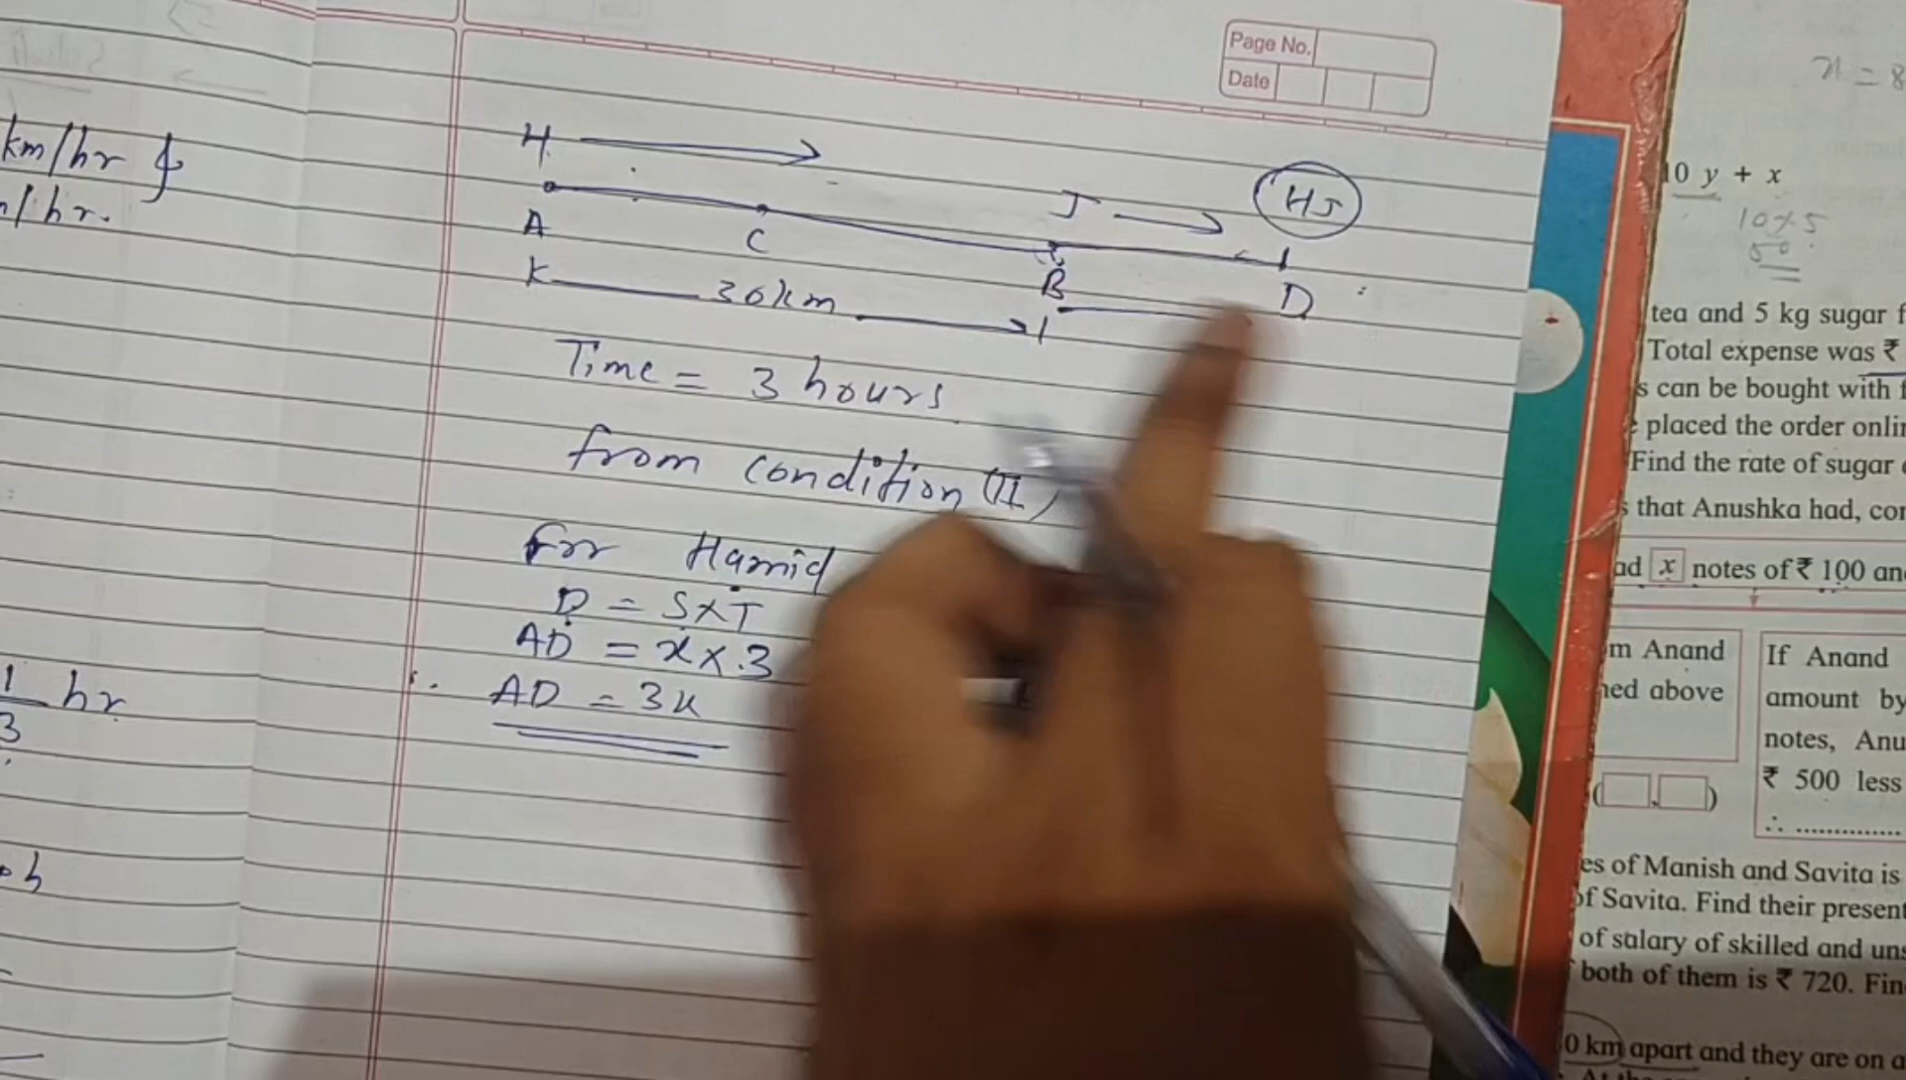 km/hr }
/hr.
1 hr
3
Page No.
Date
H
J
HJ
A
C
B
D
K 30km
Time = 3 hours
from condition (II)
For Hamid
D = S×T
AD = x×3
∴ AD = 3x
x = 8
10 y + x
10×5
50
tea and 5 kg sugar f
Total expense was ₹
s can be bought with f
placed the order onlin
Find the rate of sugar
s that Anushka had, cor
ad x notes of ₹ 100 an
m Anand
ned above
If Anand
amount by
notes, Anu
₹ 500 less
( , )
∴ ..............
es of Manish and Savita is
of Savita. Find their present
of salary of skilled and uns
both of them is ₹ 720. Fin
0 km apart and they are on a